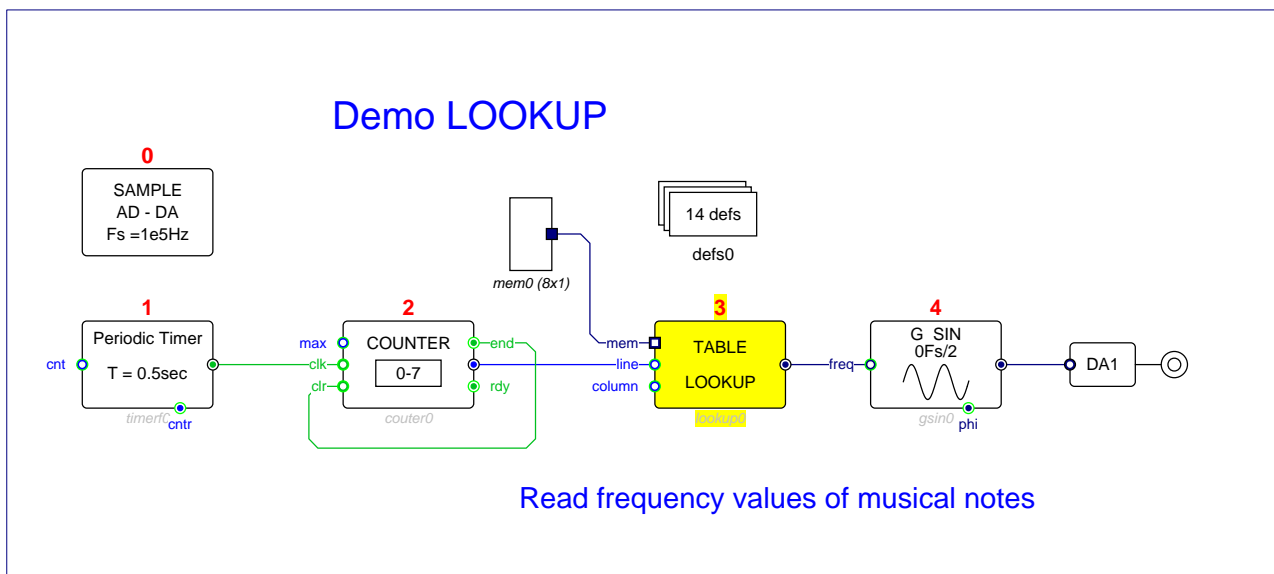 Demo LOOKUP
0
SAMPLE
AD - DA
Fs =1e5Hz
14 defs
defs0
mem0 (8x1)
1
Periodic Timer
T = 0.5sec
cnt
timerf0
cntr
2
COUNTER
0-7
max
clk
clr
end
rdy
couter0
3
TABLE
LOOKUP
mem
line
column
lookup0
4
G SIN
0Fs/2
freq
gsin0
phi
DA1
Read frequency values of musical notes